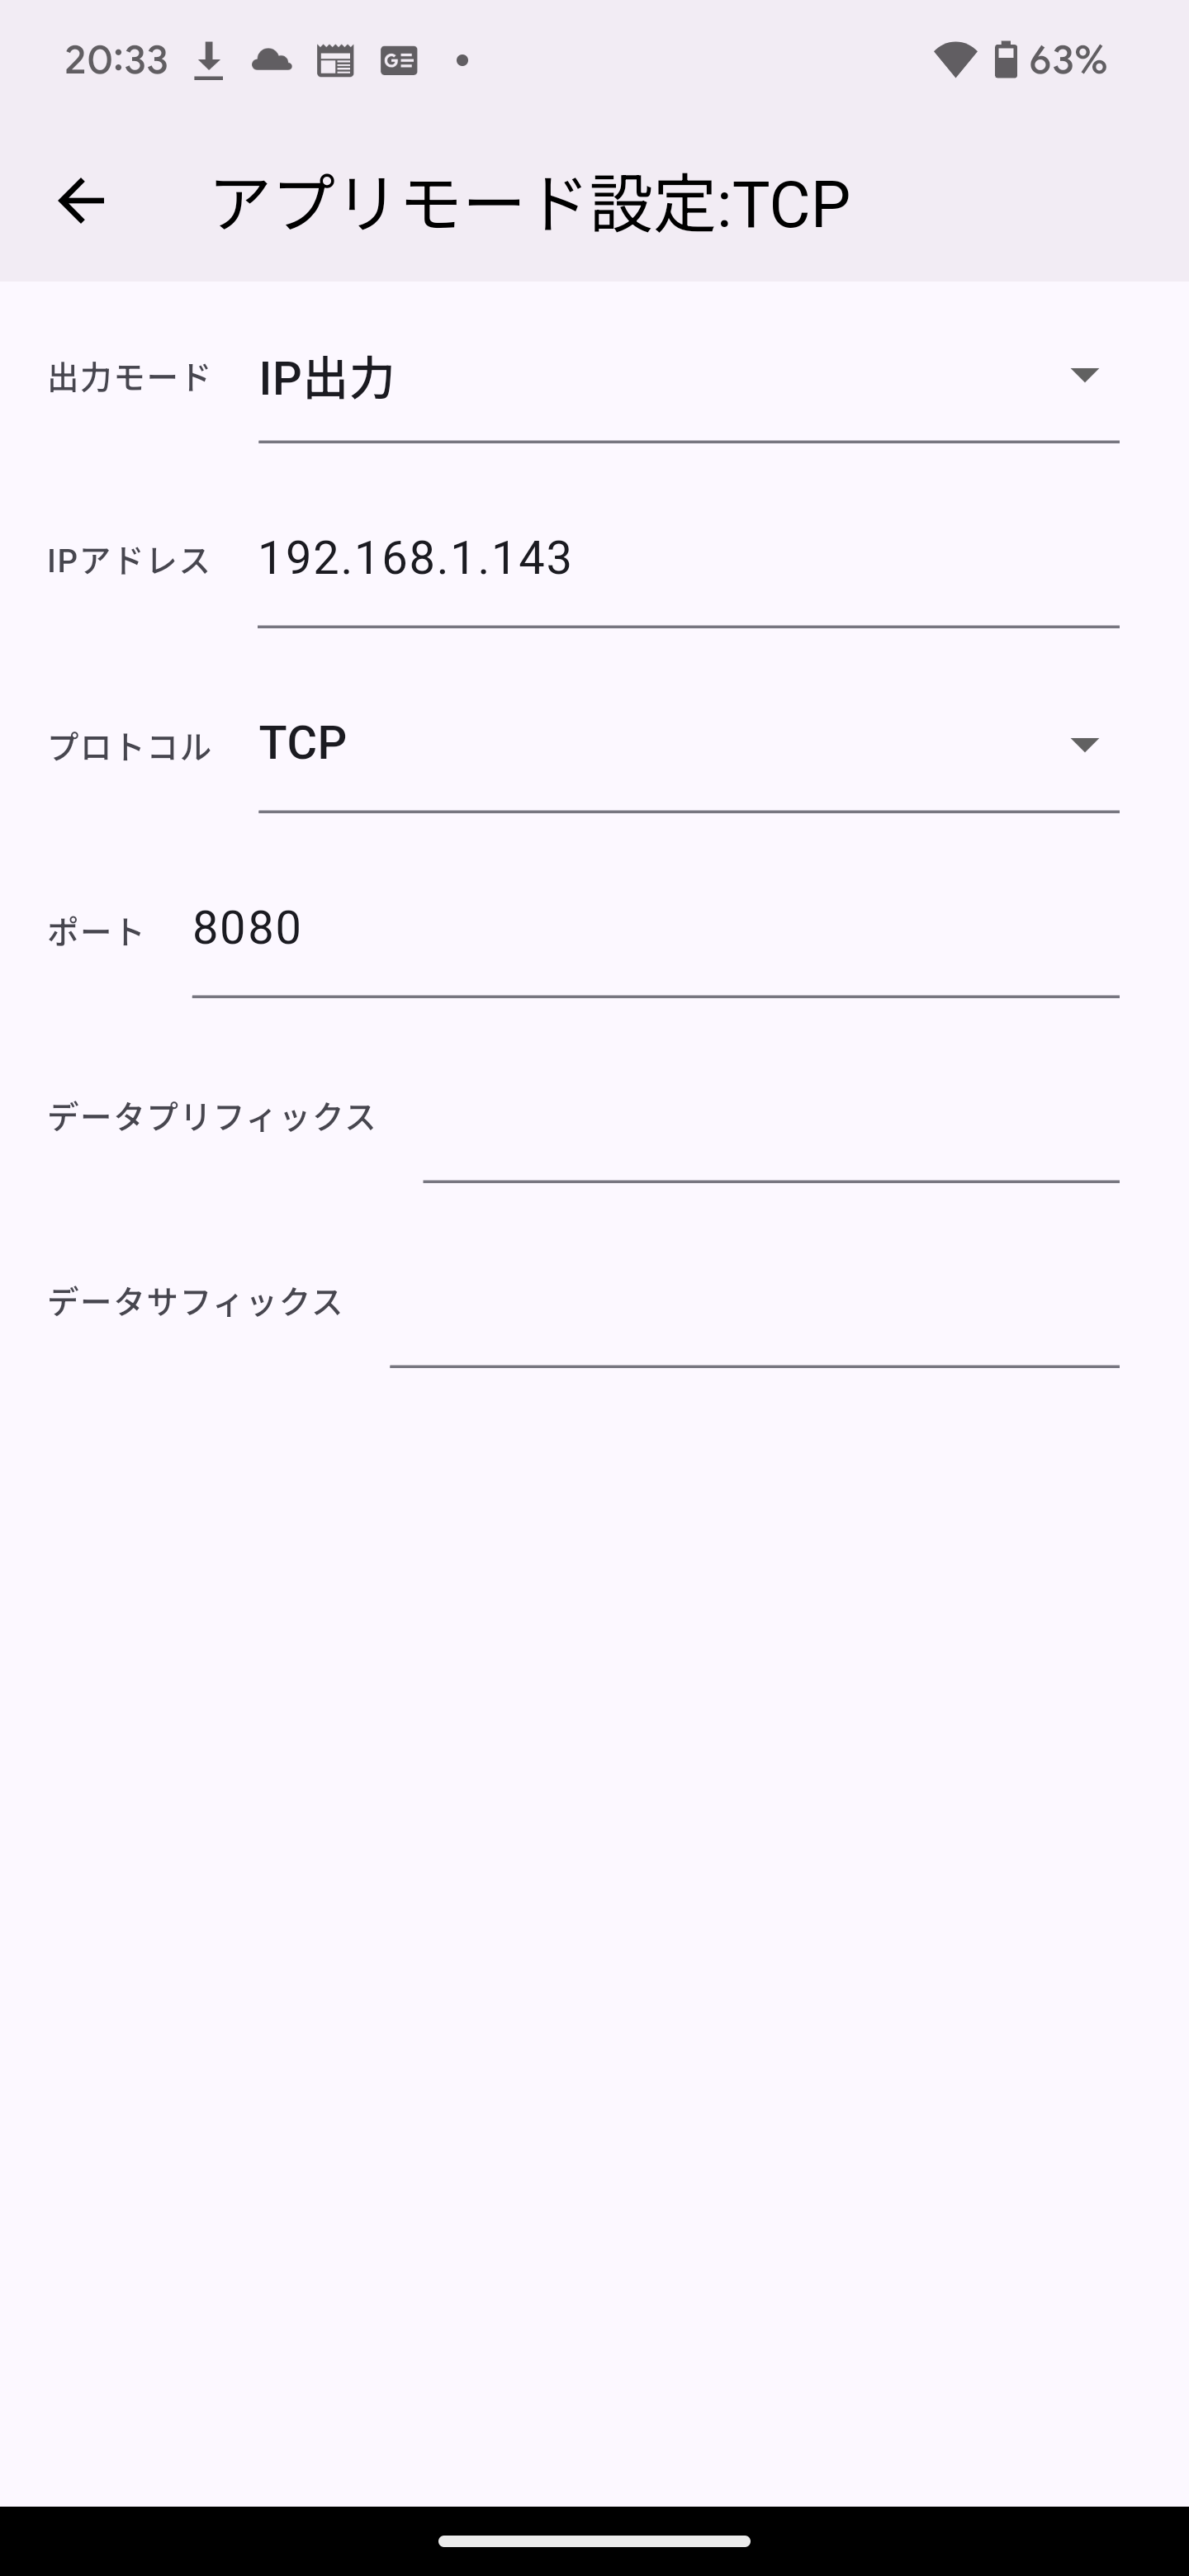 20:33
63%
アプリモード設定:TCP
出力モード IP出力
IPアドレス 192.168.1.143
プロトコル TCP
ポート 8080
データプリフィックス
データサフィックス